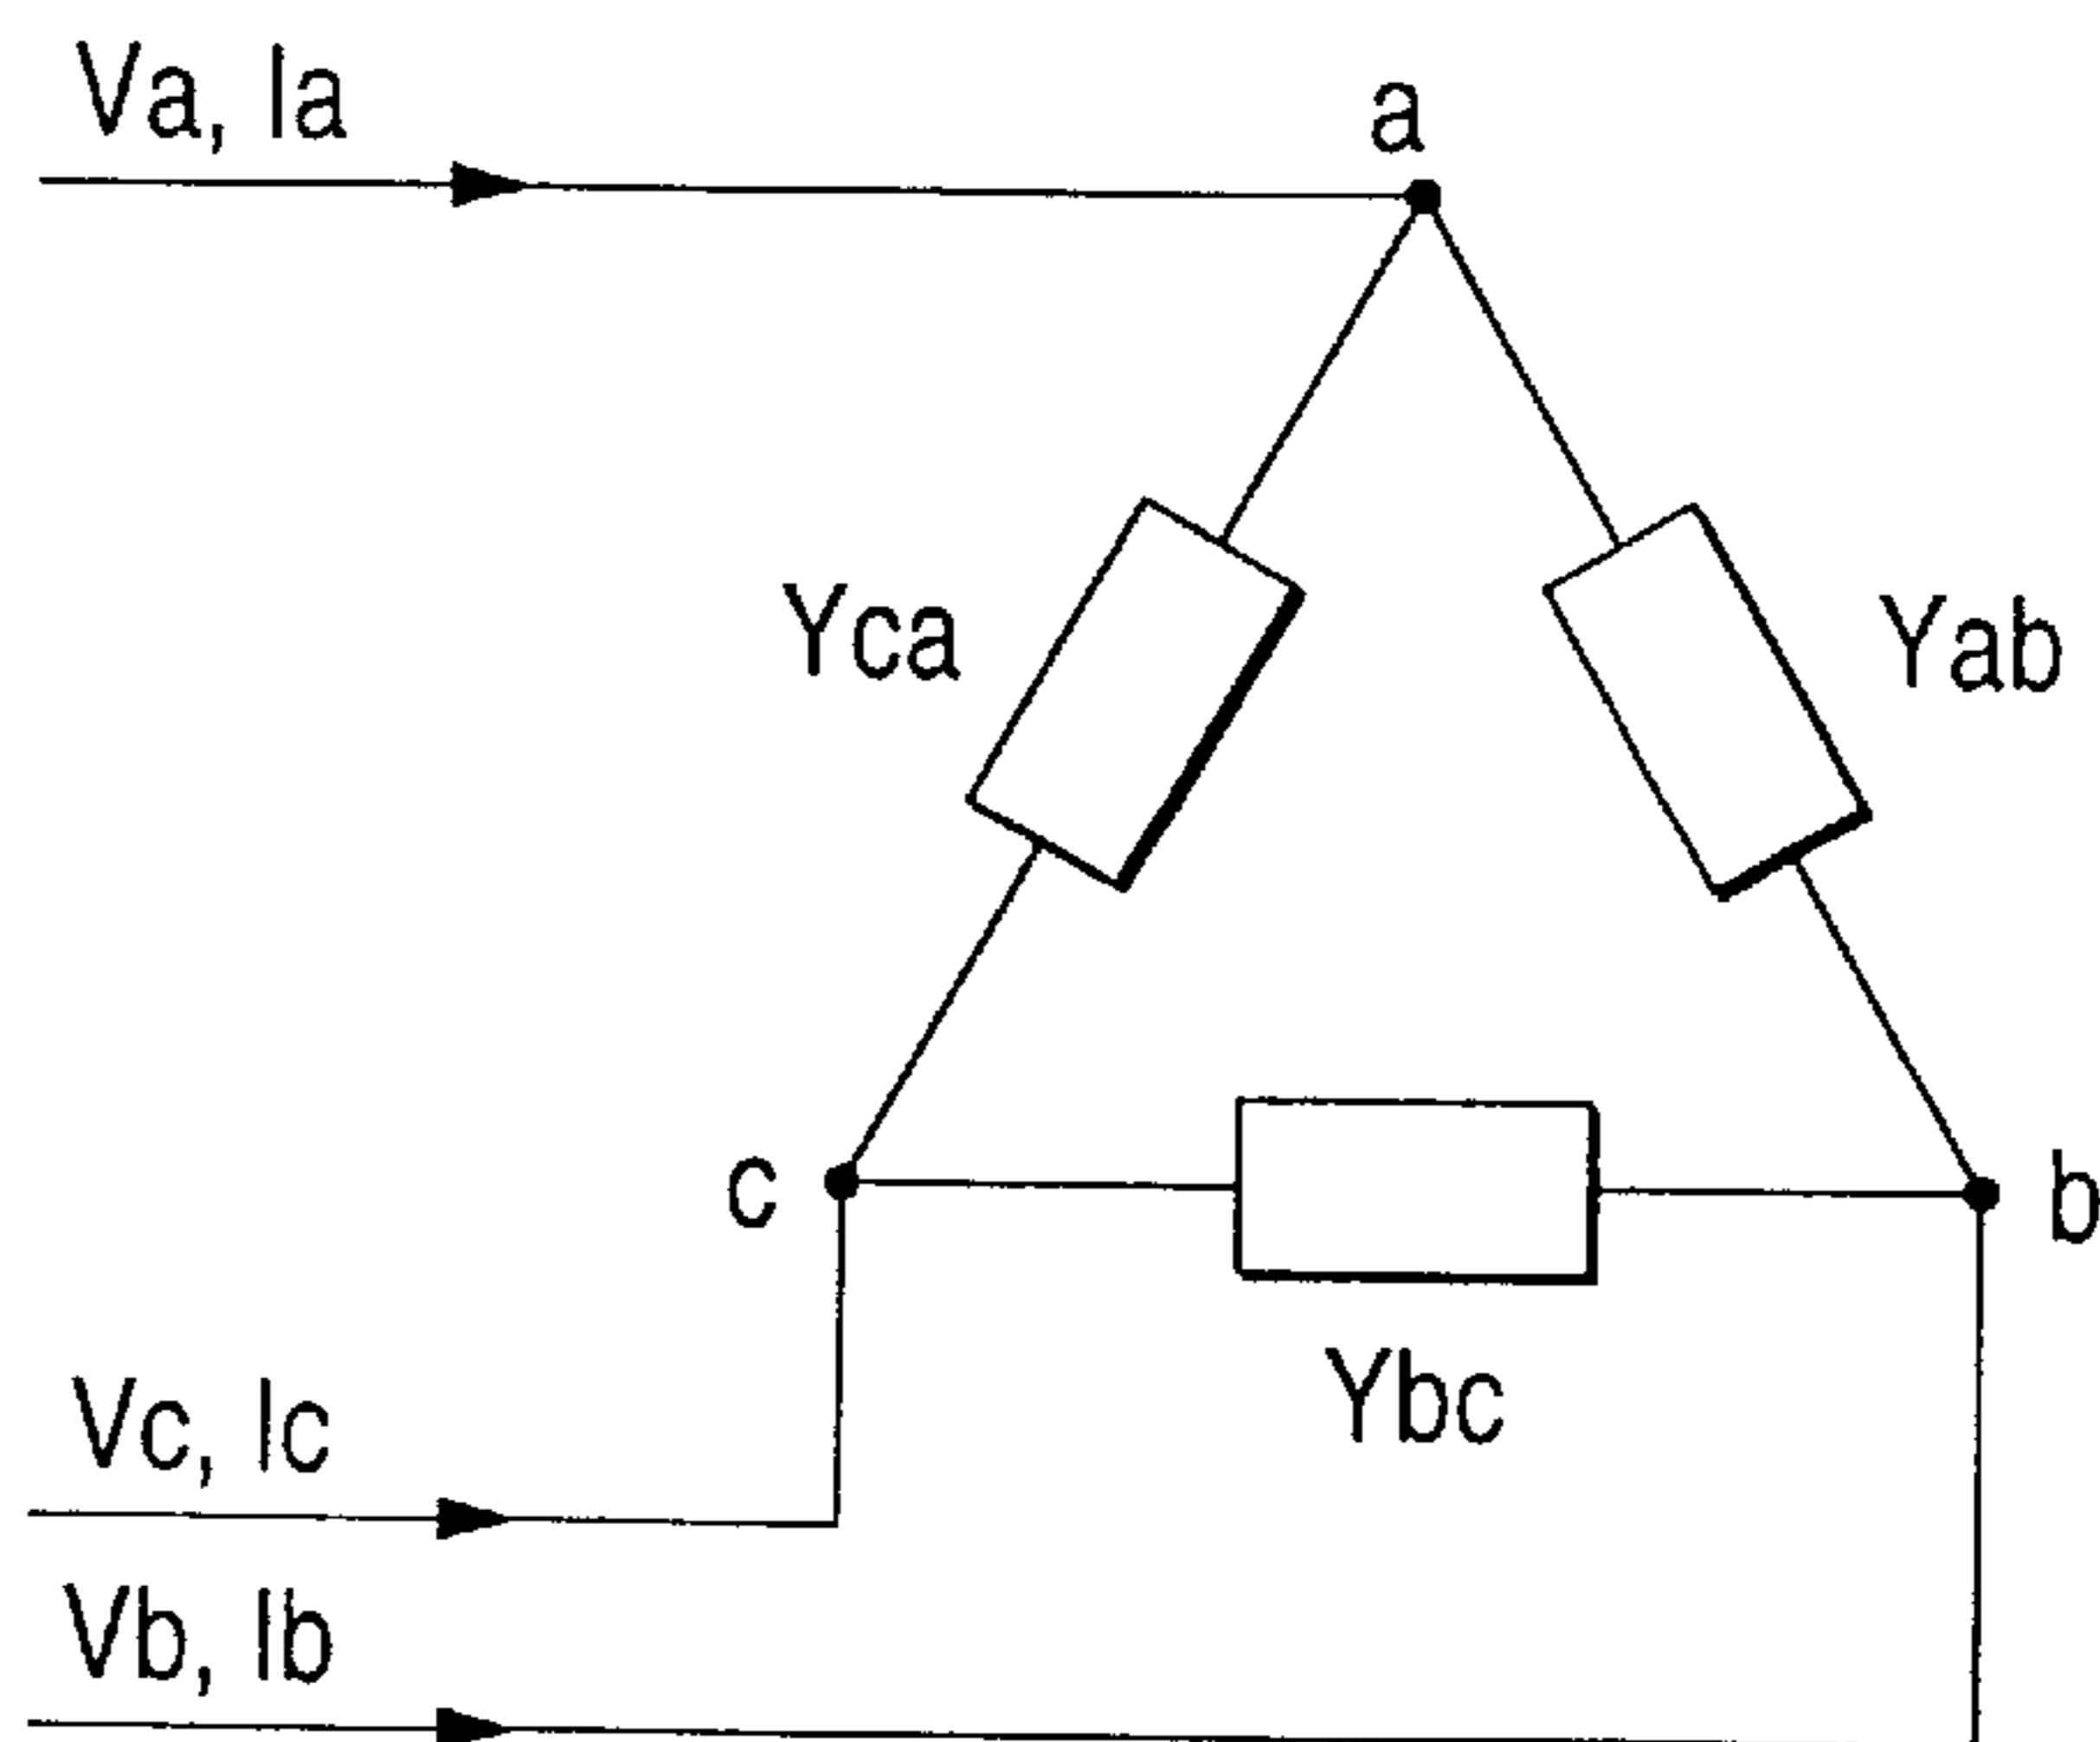 Va, Ia
a
Yca
Yab
c
b
Ybc
Vc, Ic
Vb, Ib